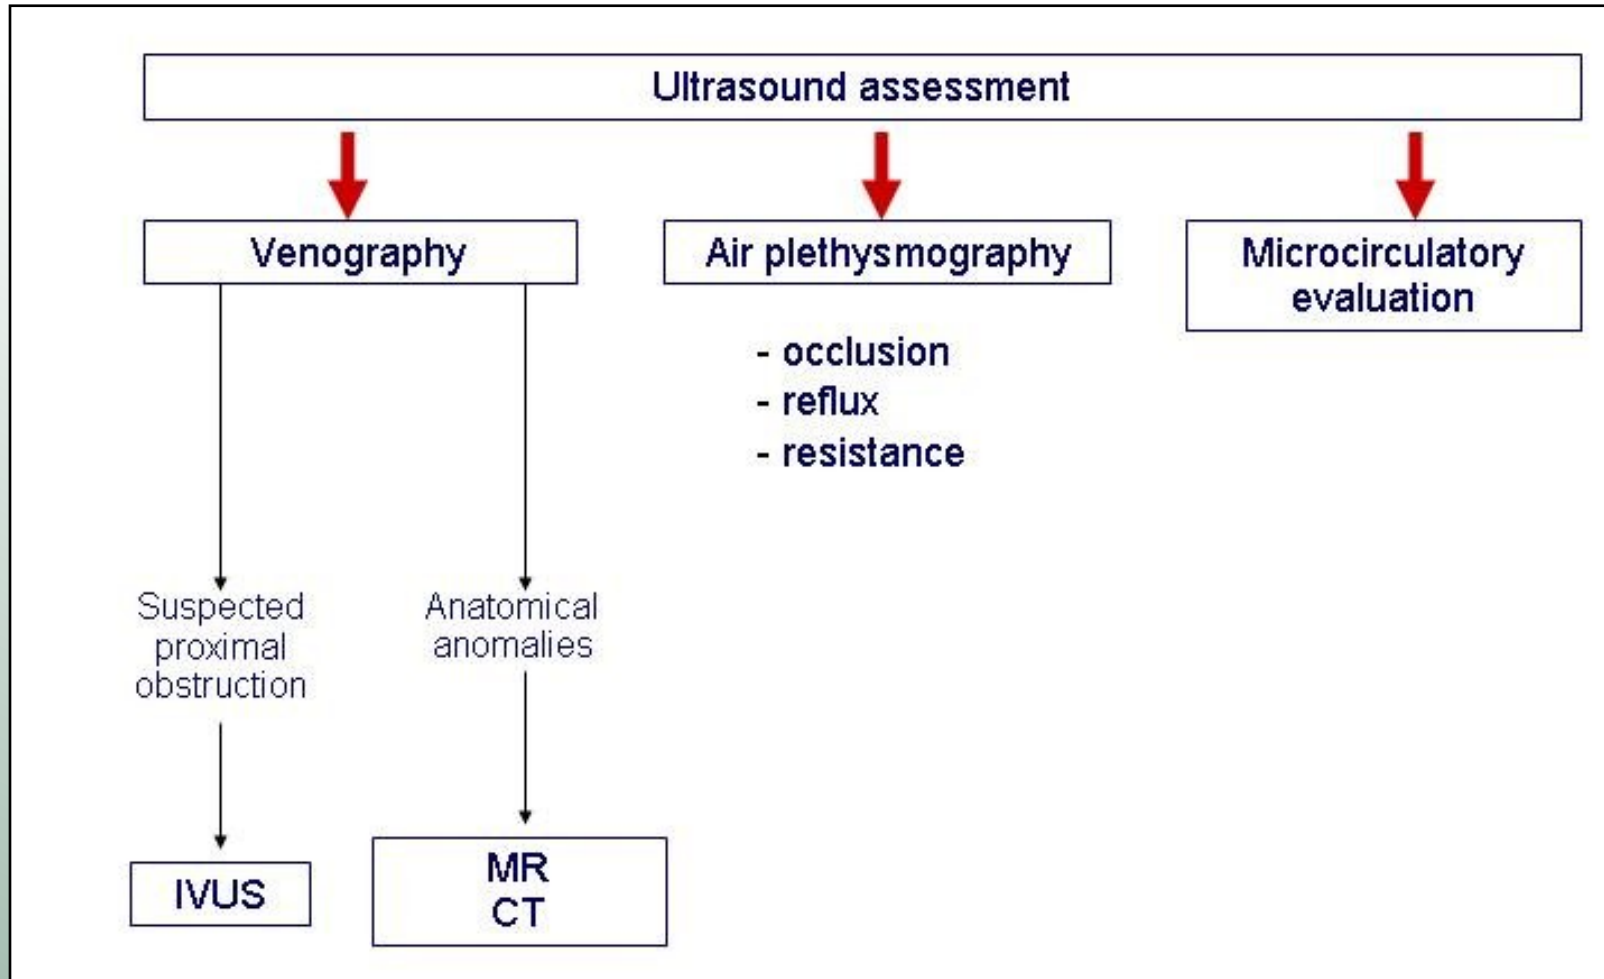 Ultrasound assessment
Venography
Air plethysmography
Microcirculatory
evaluation
- occlusion
- reflux
- resistance
Suspected
proximal
obstruction
Anatomical
anomalies
IVUS
MR
CT